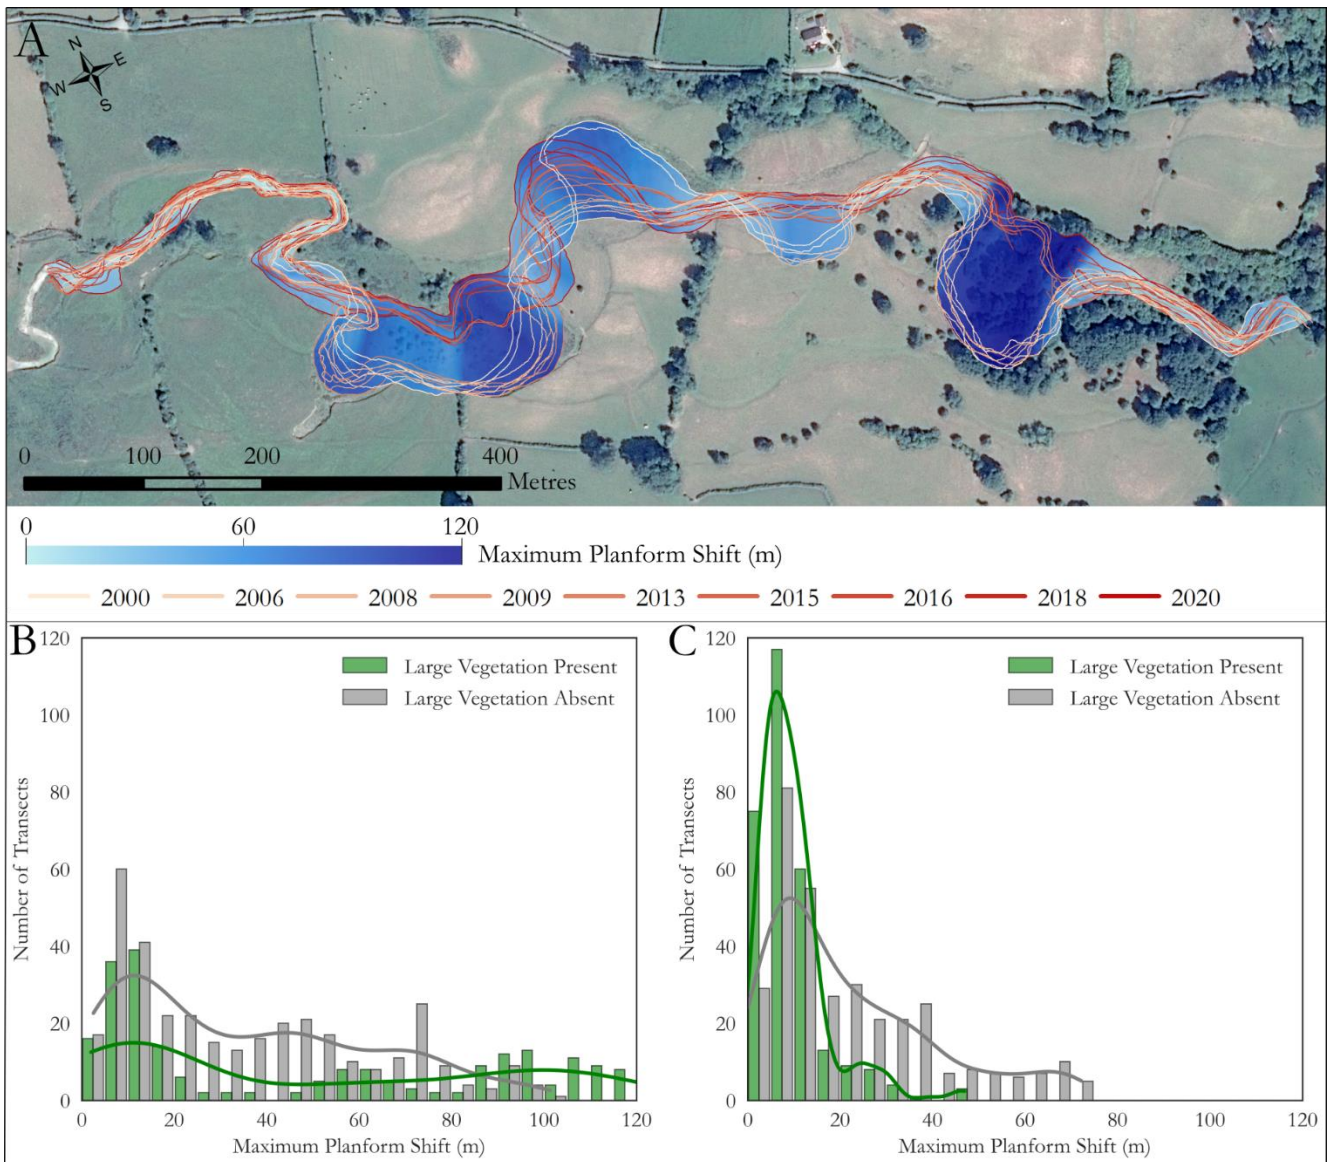 A
N
W E
S
0 100 200 400
Metres
0 60 120
Maximum Planform Shift (m)
2000 2006 2008 2009 2013 2015 2016 2018 2020
B
120
100
80
60
40
20
0
Number of Transects
Large Vegetation Present
Large Vegetation Absent
0 20 40 60 80 100 120
Maximum Planform Shift (m)
C
120
100
80
60
40
20
0
Number of Transects
Large Vegetation Present
Large Vegetation Absent
0 20 40 60 80 100 120
Maximum Planform Shift (m)